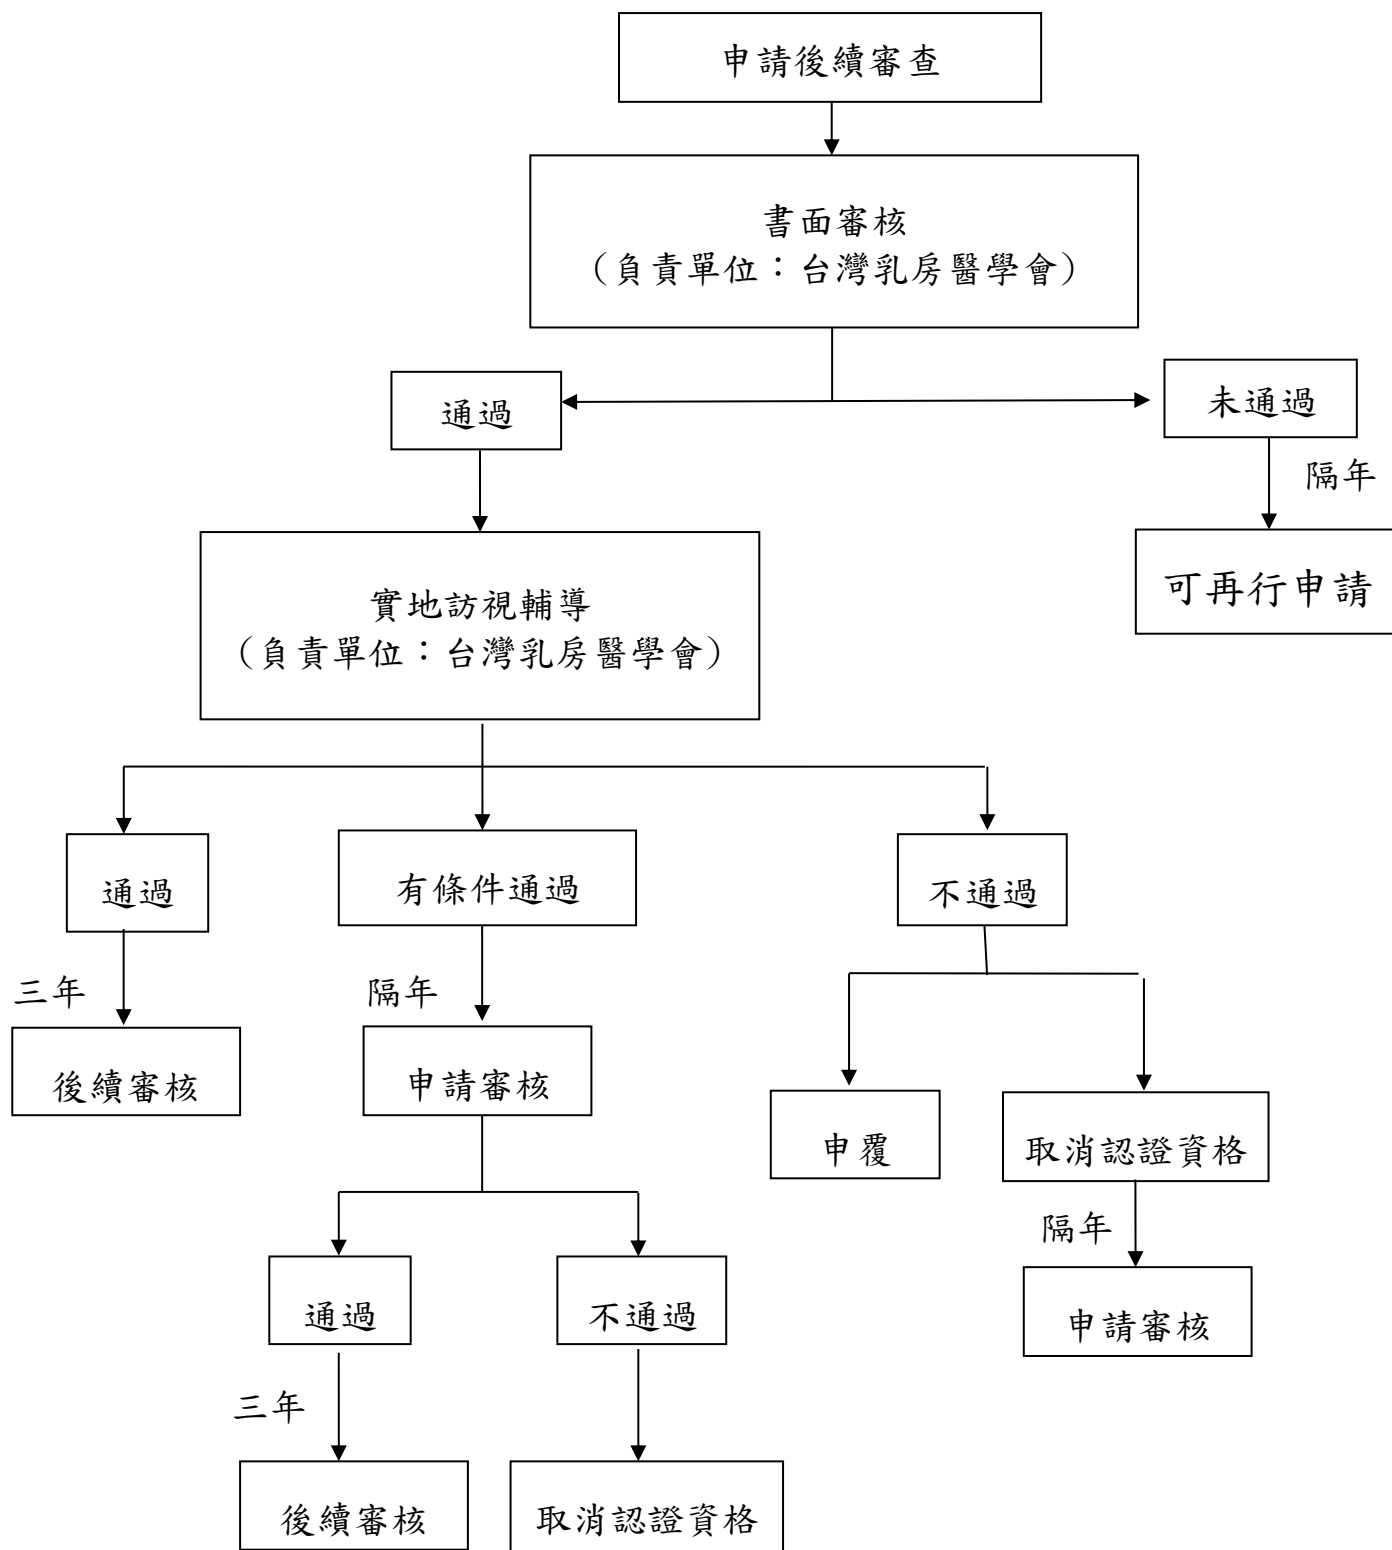 申請後續審查
書面審核
（負責單位：台灣乳房醫學會）
通過
未通過
隔年
可再行申請
實地訪視輔導
（負責單位：台灣乳房醫學會）
通過
有條件通過
不通過
三年
隔年
後續審核
申請審核
申覆
取消認證資格
隔年
通過
不通過
申請審核
三年
後續審核
取消認證資格